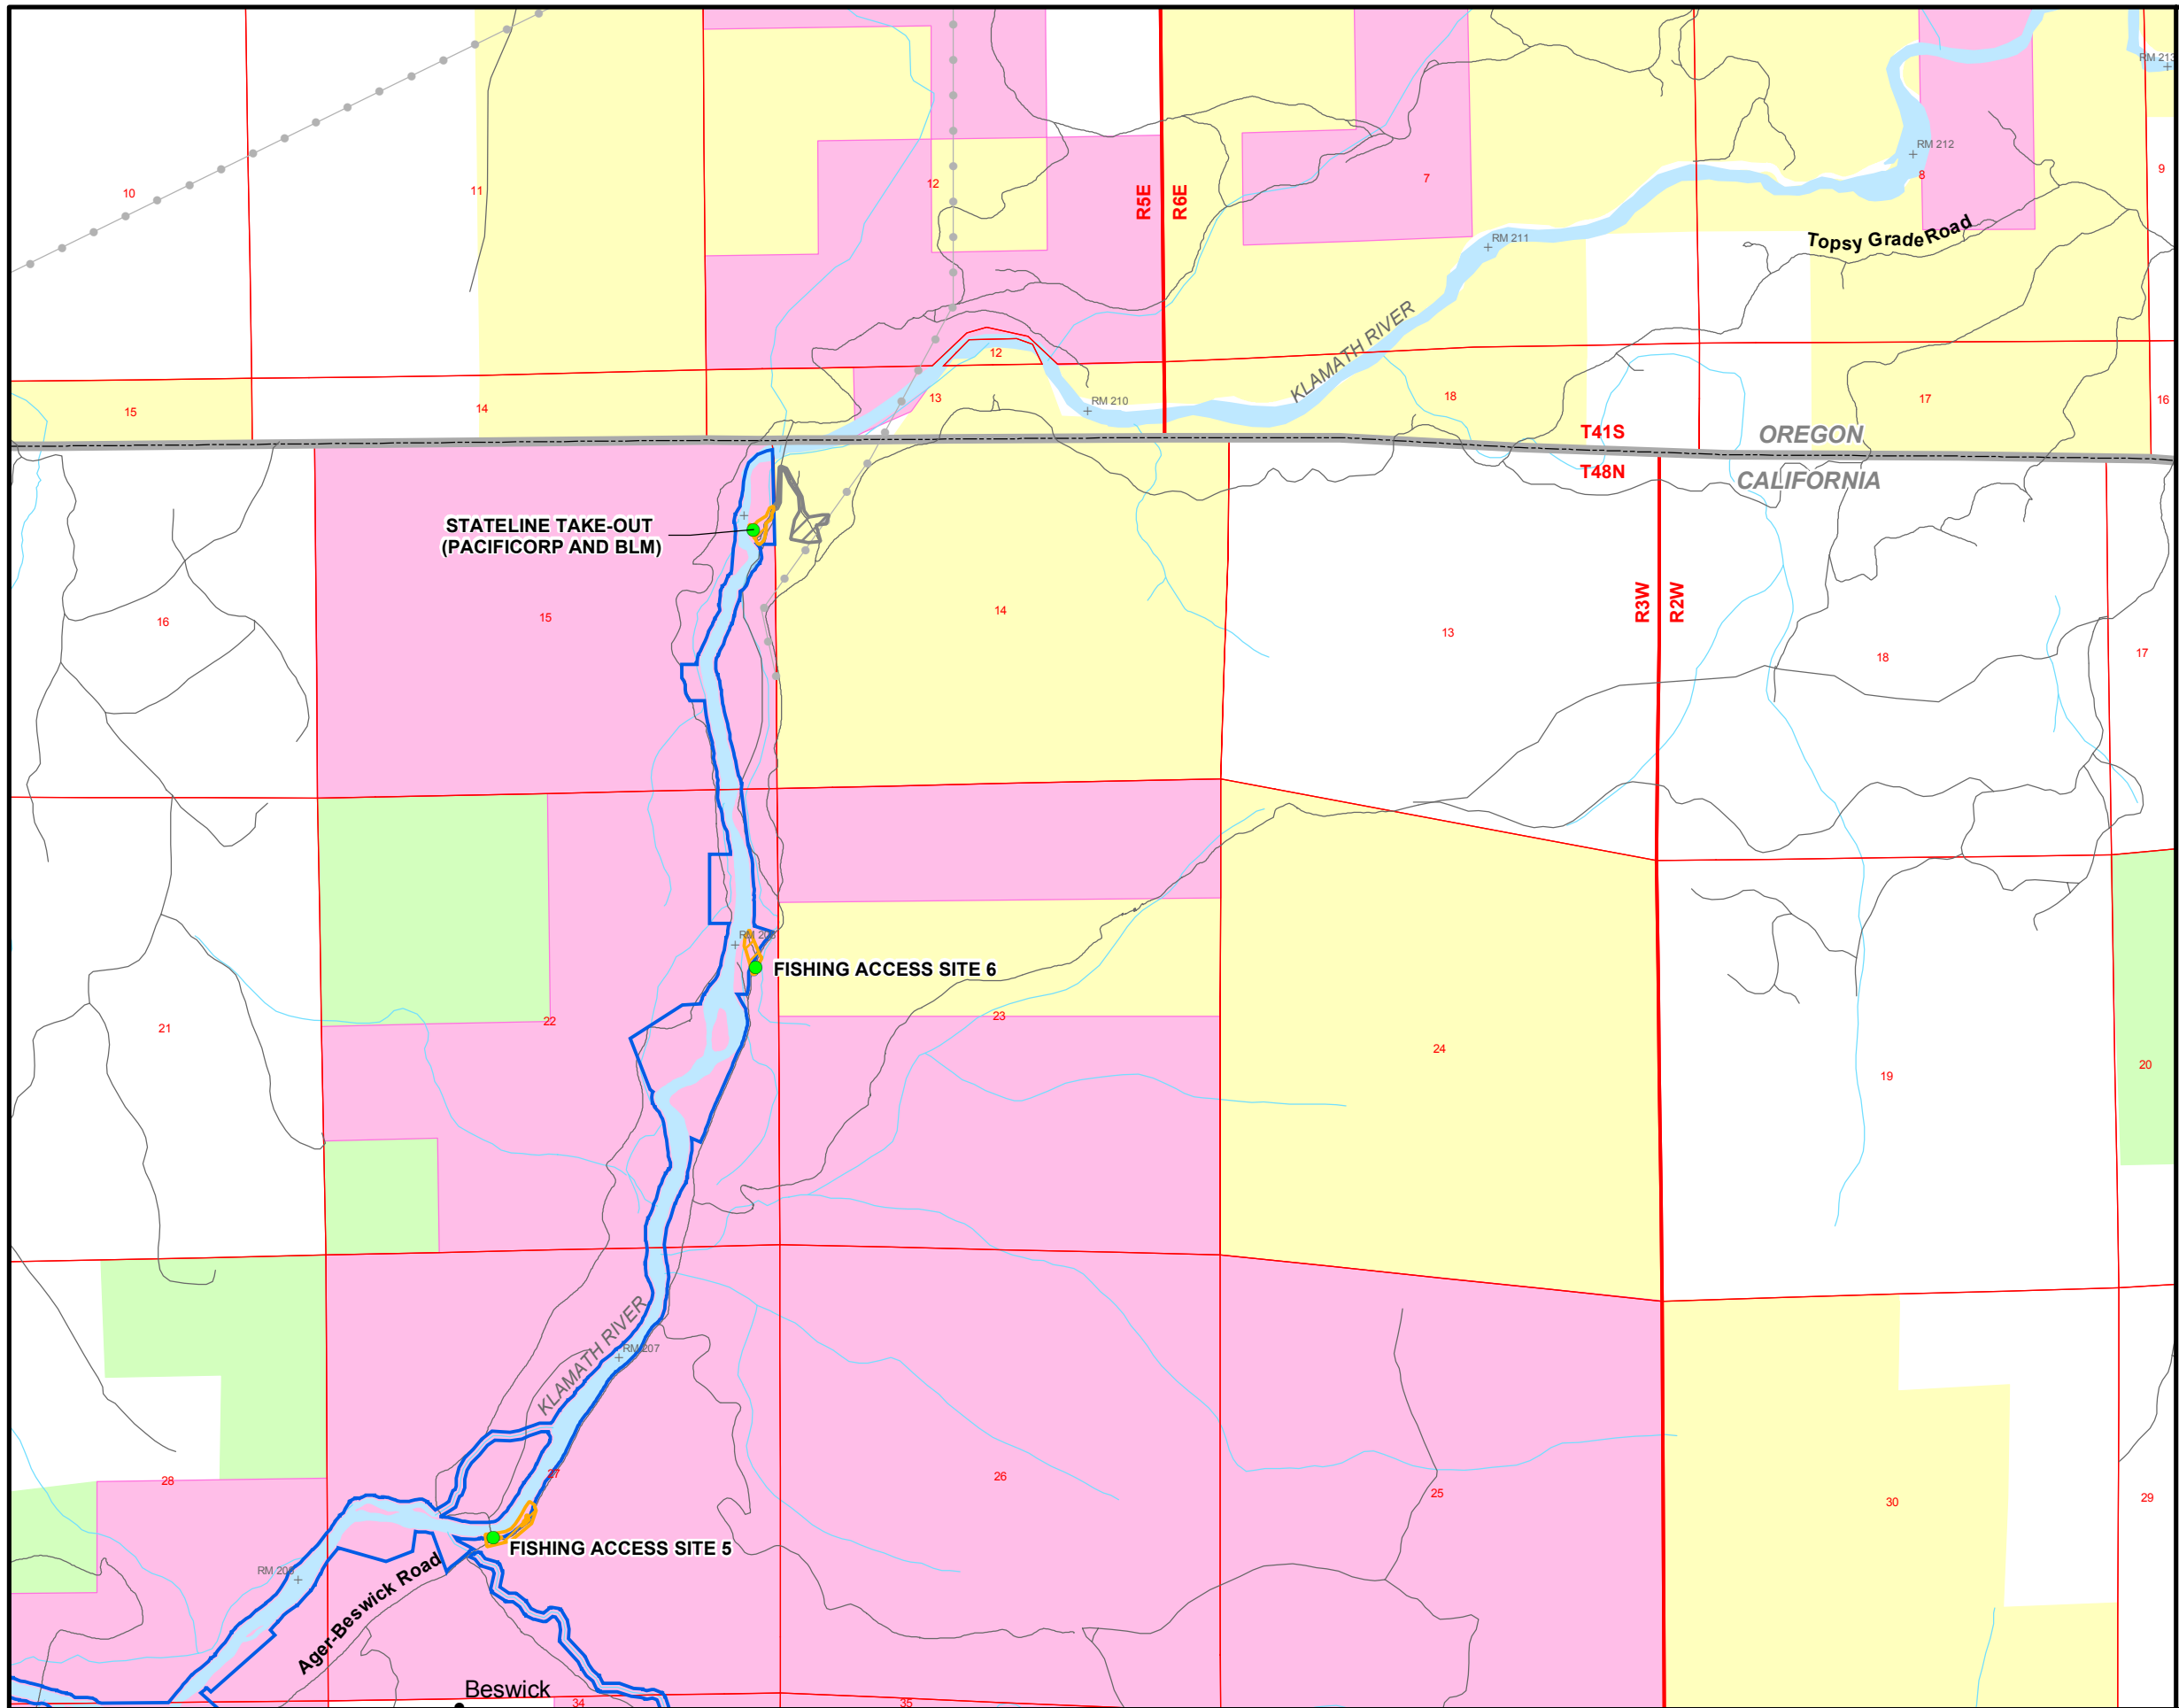 RM 213
RM 212
10
11
12
7
8
9
R5E
R6E
Topsy Grade Road
RM 211
KLAMATH RIVER
12
15
14
13
RM 210
18
17
16
T41S
OREGON
T48N
CALIFORNIA
STATELINE TAKE-OUT
(PACIFICORP AND BLM)
R3W
R2W
16
15
14
13
18
17
RM 208
FISHING ACCESS SITE 6
21
22
23
24
19
20
KLAMATH RIVER
RM 207
28
27
26
25
30
29
FISHING ACCESS SITE 5
Ager-Beswick Road
Beswick
34
35